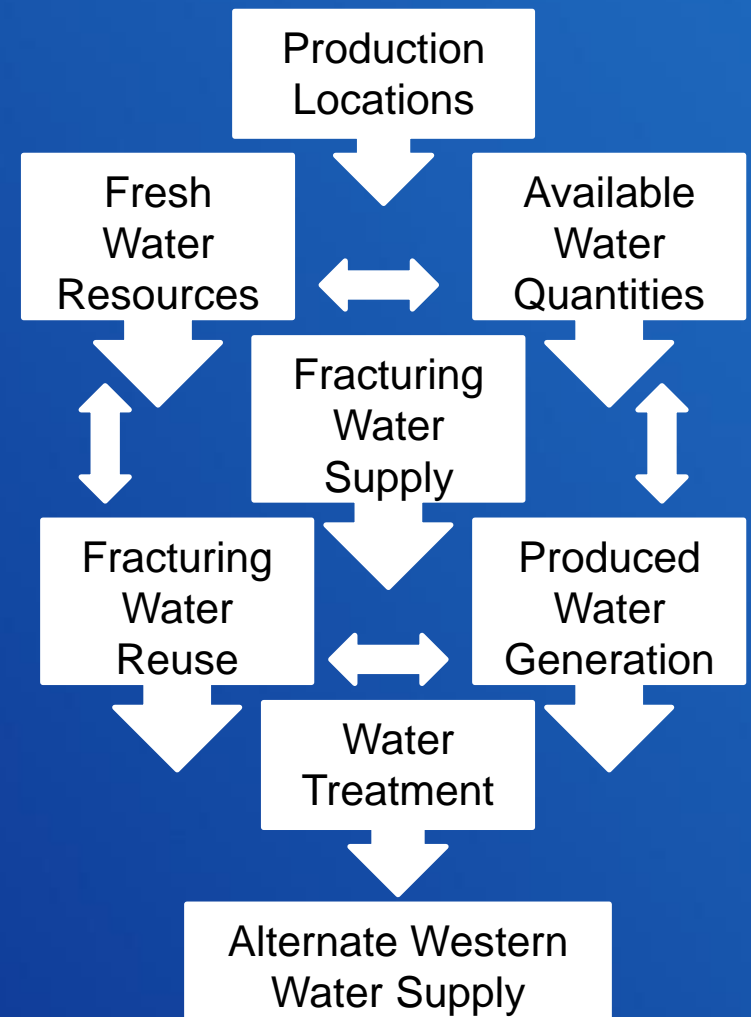 Production
Locations
Fresh
Water
Resources
Available
Water
Quantities
Fracturing
Water
Supply
Fracturing
Water
Reuse
Produced
Water
Generation
Water
Treatment
Alternate Western
Water Supply